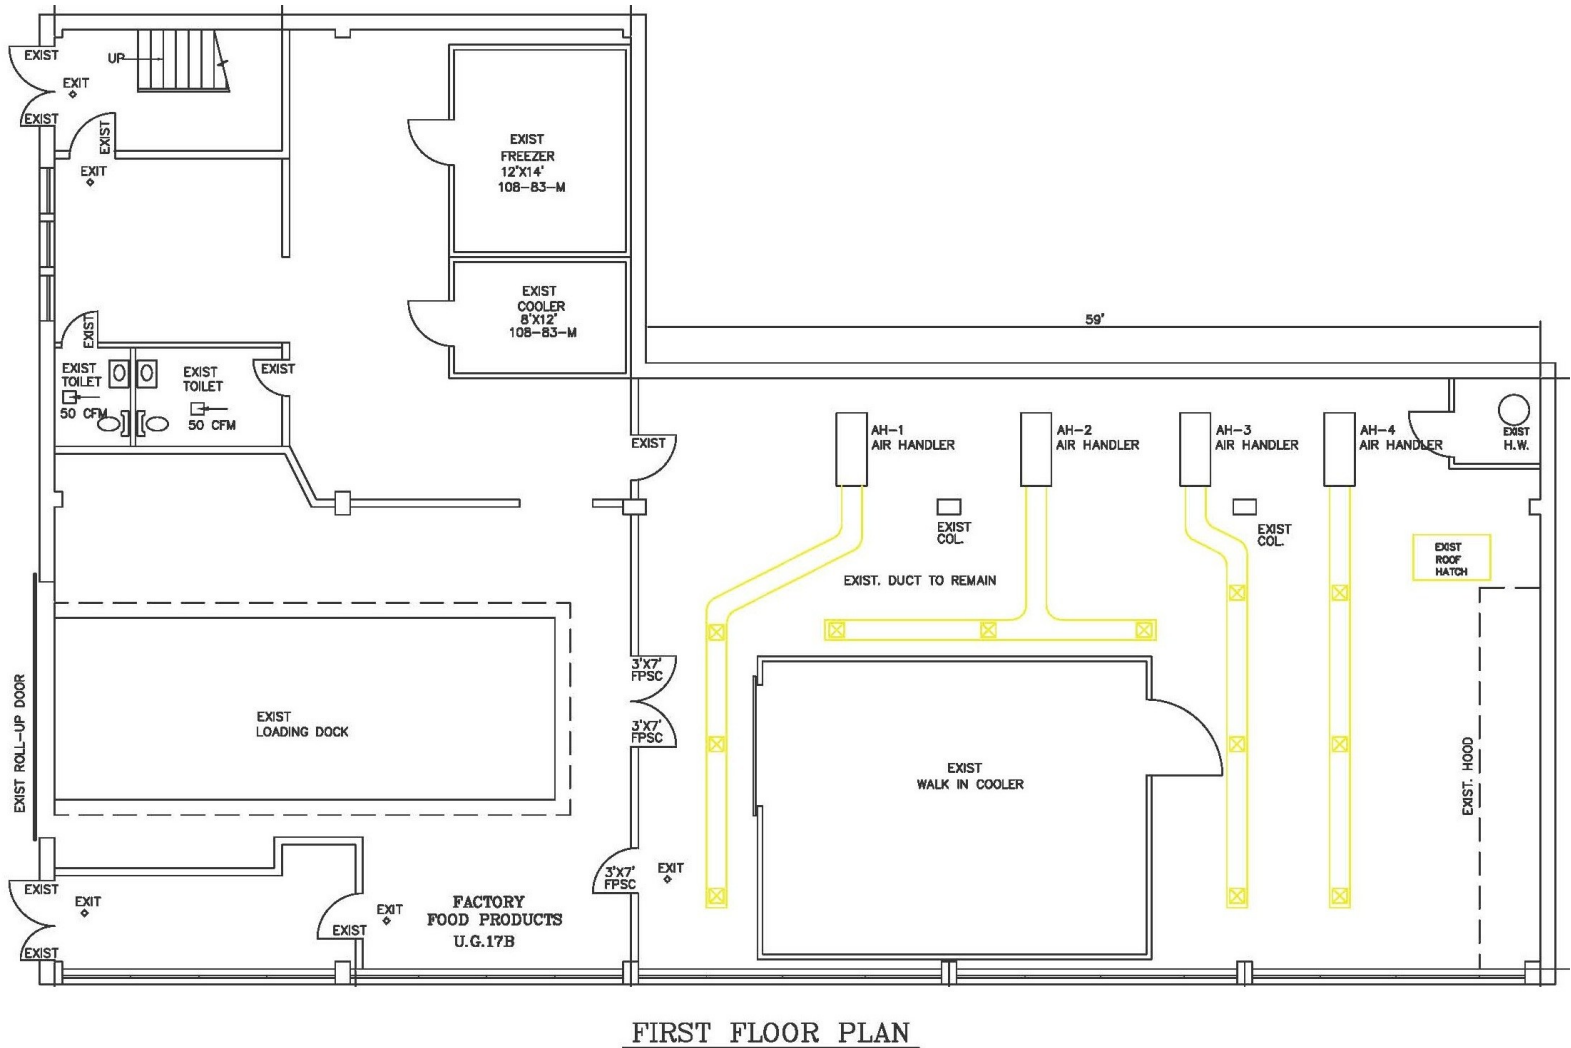 EXIST
UP
EXIT
EXIST
EXIST
EXIT
EXIST
FREEZER
12'X14'
108-83-M
EXIST
COOLER
8'X12'
108-83-M
59'
EXIST
EXIST
TOILET
50 CFM
EXIST
TOILET
50 CFM
EXIST
EXIST
AH-1
AIR HANDLER
AH-2
AIR HANDLER
AH-3
AIR HANDLER
AH-4
AIR HANDLER
EXIST
H.W.
EXIST
COL.
EXIST
COL.
EXIST
ROOF
HATCH
EXIST. DUCT TO REMAIN
3'X7'
FPSC
3'X7'
FPSC
EXIST ROLL-UP DOOR
EXIST
LOADING DOCK
EXIST
WALK IN COOLER
EXIST. HOOD
3'X7'
FPSC
EXIT
EXIST
EXIT
EXIST
EXIT
EXIST
FACTORY
FOOD PRODUCTS
U.G.17B
FIRST FLOOR PLAN